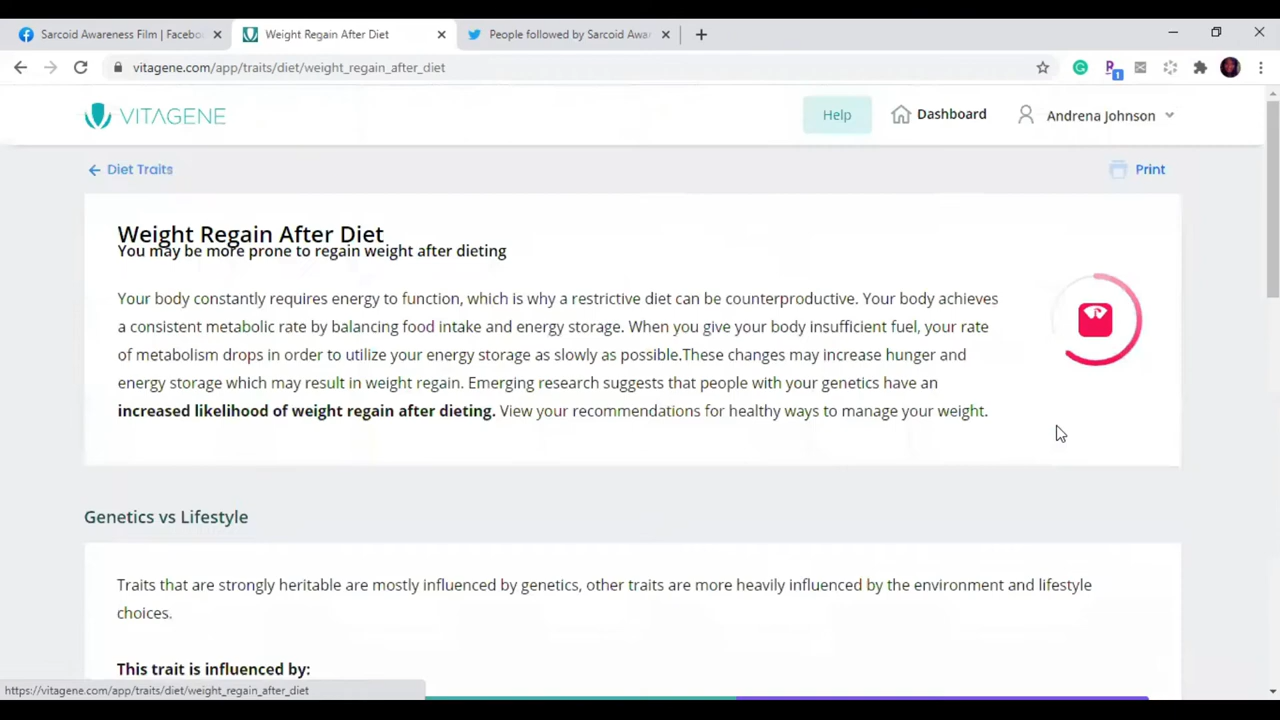 Sarcoid Awareness Film | Facebo
Weight Regain After Diet
People followed by Sarcoid Awa
vitagene.com/app/traits/diet/weight_regain_after_diet
1
VITAGENE
Help
Dashboard
Andrena Johnson
Diet Traits
Print
Weight Regain After Diet
You may be more prone to regain weight after dieting
Your body constantly requires energy to function, which is why a restrictive diet can be counterproductive. Your body achieves
a consistent metabolic rate by balancing food intake and energy storage. When you give your body insufficient fuel, your rate
of metabolism drops in order to utilize your energy storage as slowly as possible.These changes may increase hunger and
energy storage which may result in weight regain. Emerging research suggests that people with your genetics have an
increased likelihood of weight regain after dieting. View your recommendations for healthy ways to manage your weight.
Genetics vs Lifestyle
Traits that are strongly heritable are mostly influenced by genetics, other traits are more heavily influenced by the environment and lifestyle
choices.
This trait is influenced by:
https://vitagene.com/app/traits/diet/weight_regain_after_diet